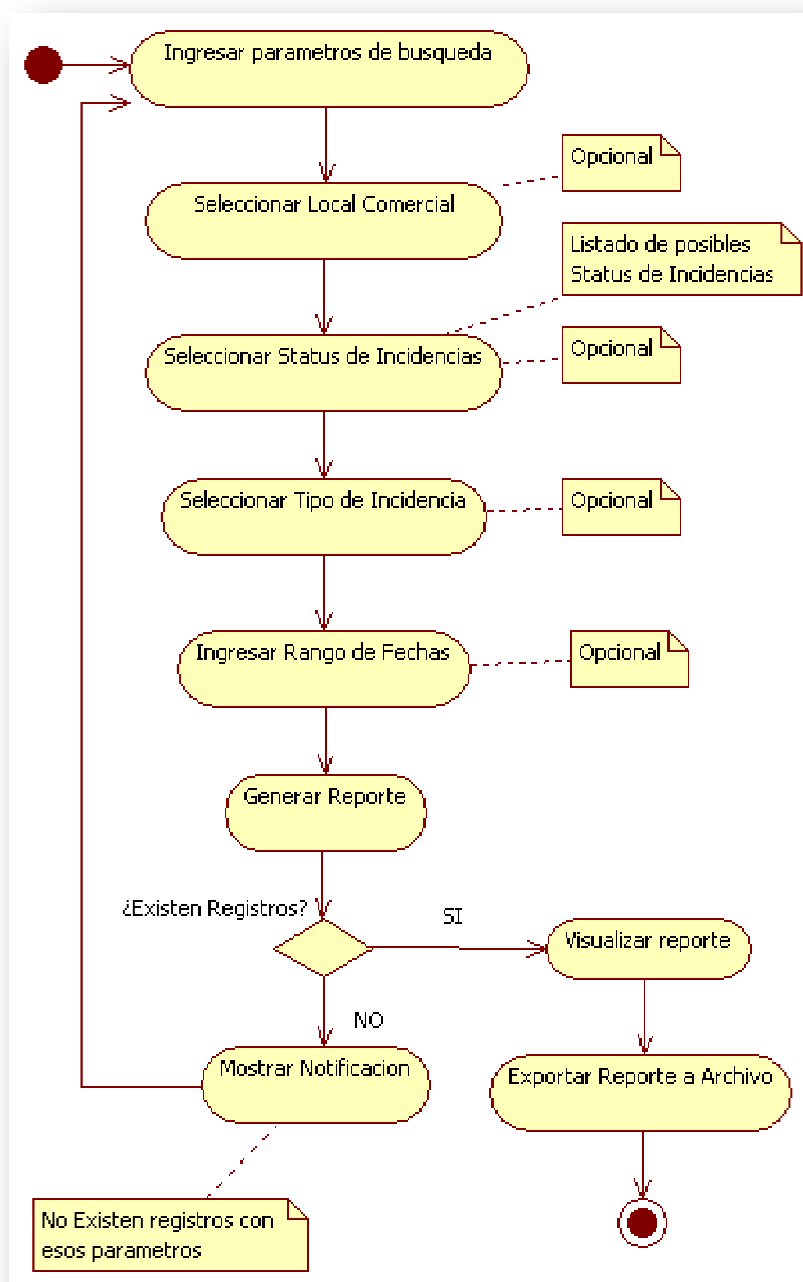 Ingresar parametros de busqueda
Opcional
Seleccionar Local Comercial
Listado de posibles
Status de Incidencias
Seleccionar Status de Incidencias
Opcional
Seleccionar Tipo de Incidencia
Opcional
Ingresar Rango de Fechas
Opcional
Generar Reporte
¿Existen Registros?
SI
Visualizar reporte
NO
Mostrar Notificacion
Exportar Reporte a Archivo
No Existen registros con
esos parametros